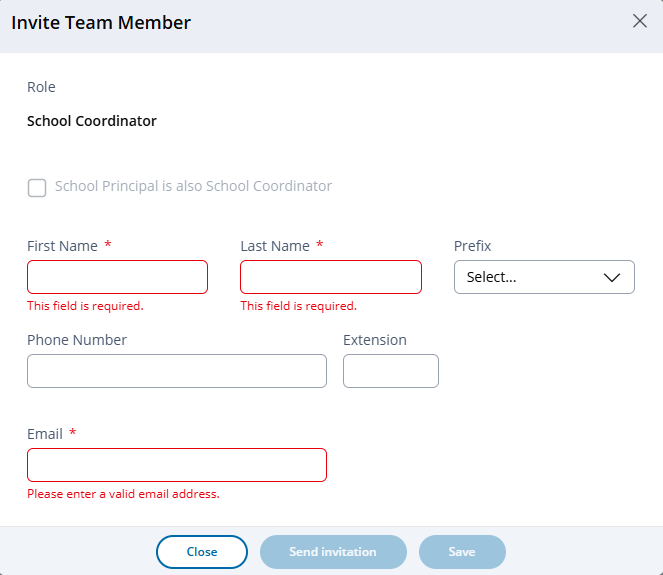 Invite Team Member
Role
School Coordinator
School Principal is also School Coordinator
First Name * Last Name * Prefix
Select...
This field is required. This field is required.
Phone Number Extension
Email *
Please enter a valid email address.
Close Send invitation Save